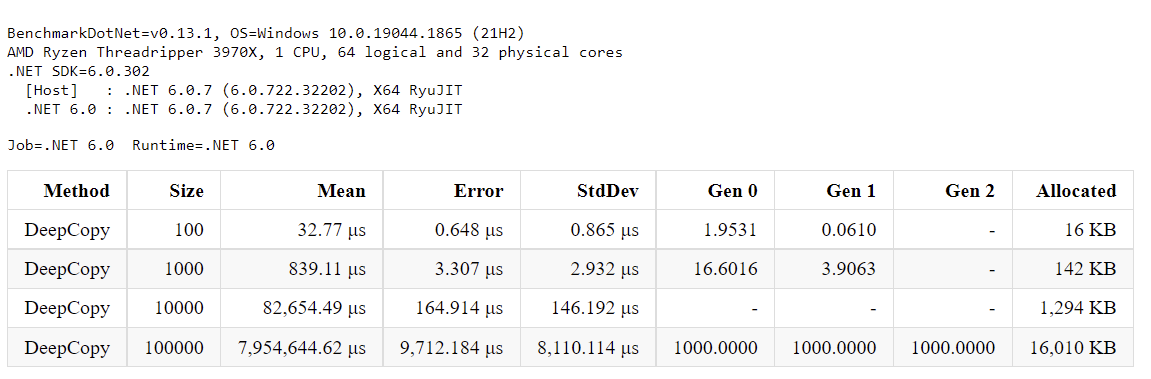 BenchmarkDotNet=v0.13.1, OS=Windows 10.0.19044.1865 (21H2)
AMD Ryzen Threadripper 3970X, 1 CPU, 64 logical and 32 physical cores
.NET SDK=6.0.302
[Host]   : .NET 6.0.7 (6.0.722.32202), X64 RyuJIT
.NET 6.0 : .NET 6.0.7 (6.0.722.32202), X64 RyuJIT
Job=.NET 6.0  Runtime=.NET 6.0
Method Size Mean Error StdDev Gen 0 Gen 1 Gen 2 Allocated
DeepCopy 100 32.77 μs 0.648 μs 0.865 μs 1.9531 0.0610 - 16 KB
DeepCopy 1000 839.11 μs 3.307 μs 2.932 μs 16.6016 3.9063 - 142 KB
DeepCopy 10000 82,654.49 μs 164.914 μs 146.192 μs - - - 1,294 KB
DeepCopy 100000 7,954,644.62 μs 9,712.184 μs 8,110.114 μs 1000.0000 1000.0000 1000.0000 16,010 KB